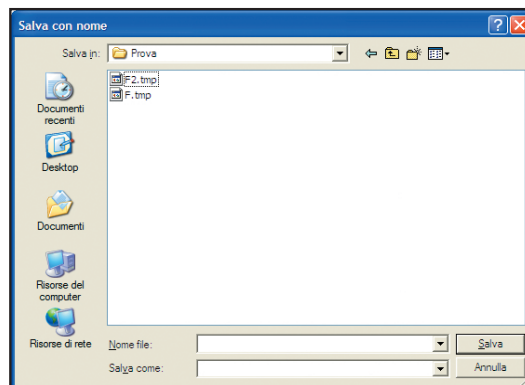 Salva con nome
Salva in: Prova
F2.tmp
F.tmp
Documenti
recenti
Desktop
Documenti
Risorse del
computer
Risorse di rete
Nome file:
Salva
Salva come:
Annulla